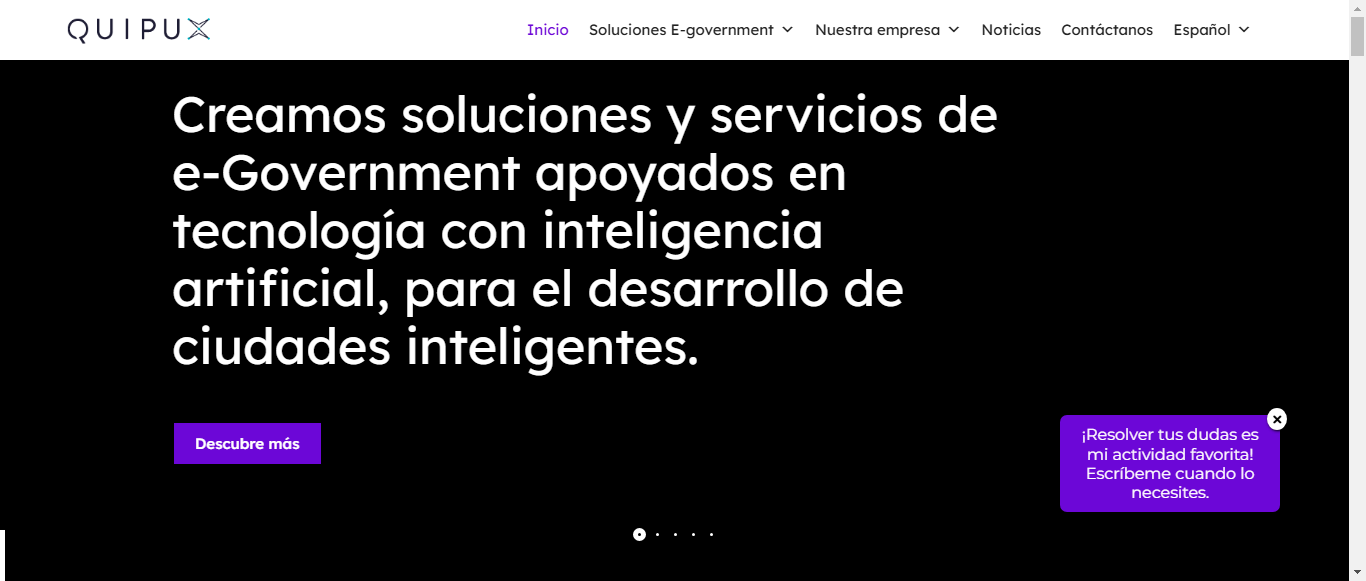 QUIPUX
Inicio
Soluciones E-government
Nuestra empresa
Noticias
Contáctanos
Español
Creamos soluciones y servicios de
e-Government apoyados en
tecnología con inteligencia
artificial, para el desarrollo de
ciudades inteligentes.
Descubre más
¡Resolver tus dudas es
mi actividad favorita!
Escríbeme cuando lo
necesites.